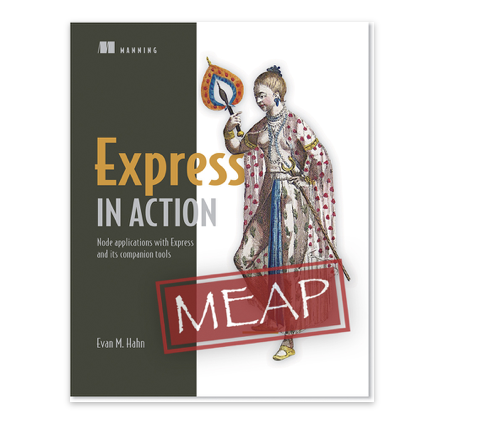 MANNING
Express
IN ACTION
Node applications with Express
and its companion tools
MEAP
Evan M. Hahn